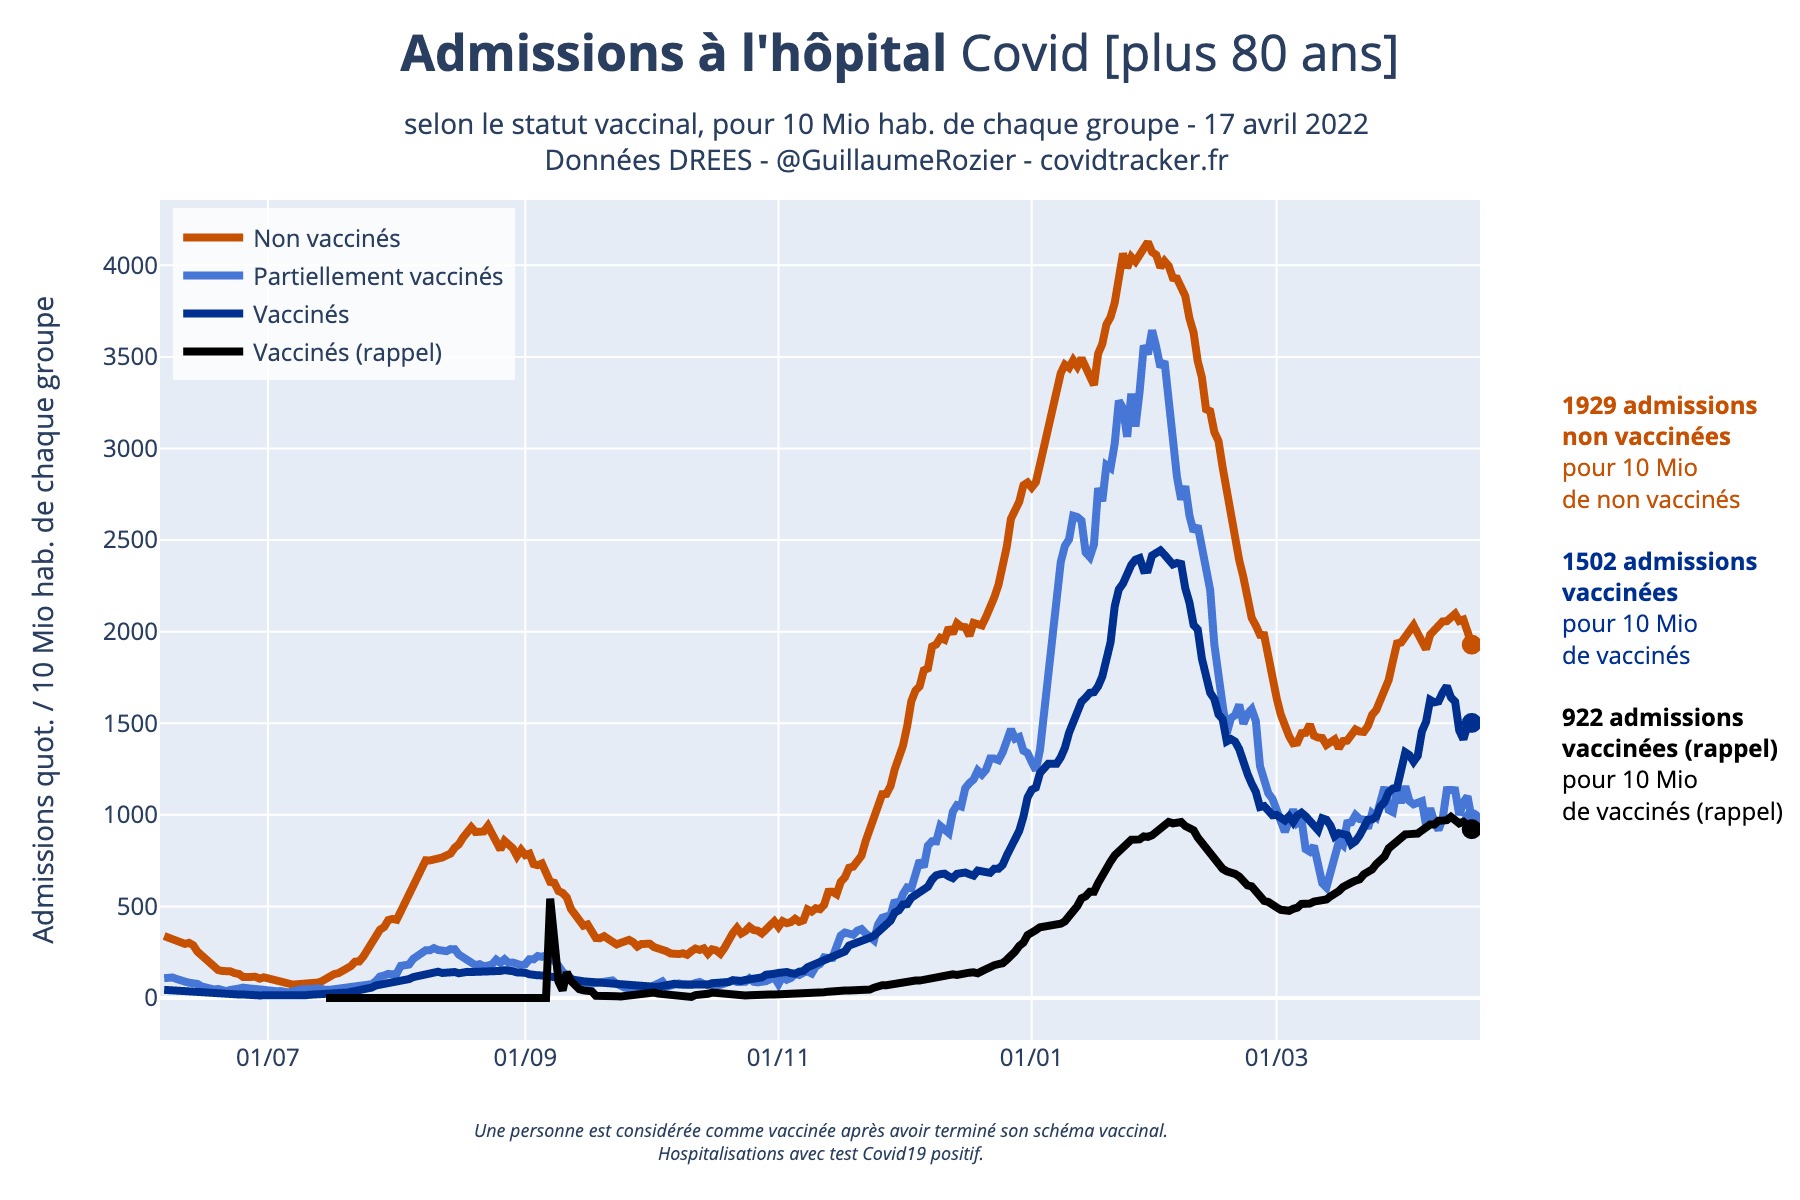 Admissions à l'hôpital Covid [plus 80 ans]
selon le statut vaccinal, pour 10 Mio hab. de chaque groupe - 17 avril 2022
Données DREES - @GuillaumeRozier - covidtracker.fr
Admissions quot. / 10 Mio hab. de chaque groupe
Non vaccinés
Partiellement vaccinés
Vaccinés
Vaccinés (rappel)
4000
3500
3000
2500
2000
1500
1000
500
0
01/07
01/09
01/11
01/01
01/03
1929 admissions
non vaccinées
pour 10 Mio
de non vaccinés
1502 admissions
vaccinées
pour 10 Mio
de vaccinés
922 admissions
vaccinées (rappel)
pour 10 Mio
de vaccinés (rappel)
Une personne est considérée comme vaccinée après avoir terminé son schéma vaccinal.
Hospitalisations avec test Covid19 positif.